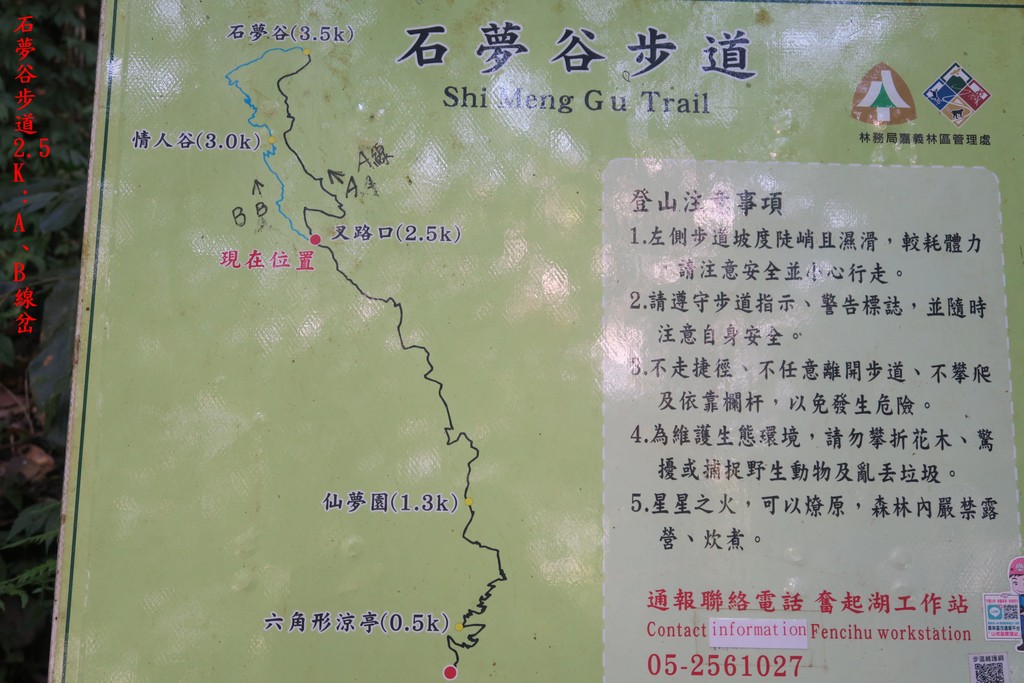 石夢谷步道2.5K:A、B線岔
石夢谷(3.5k)
石夢谷步道
Shi Meng Gu Trail
林務局嘉義林區管理處
情人谷(3.0k)
A線
A
B B
叉路口(2.5k)
現在位置
登山注意事項
1.左側步道坡度陡峭且濕滑,較耗體力
,請注意安全並小心行走。
2.請遵守步道指示、警告標誌,並隨時
注意自身安全。
3.不走捷徑、不任意離開步道、不攀爬
及依靠欄杆,以免發生危險。
4.為維護生態環境,請勿攀折花木、驚
擾或捕捉野生動物及亂丟垃圾。
5.星星之火,可以燎原,森林內嚴禁露
營、炊煮。
仙夢園(1.3k)
六角形涼亭(0.5k)
通報聯絡電話 奮起湖工作站
Contact information Fencihu workstation
05-2561027